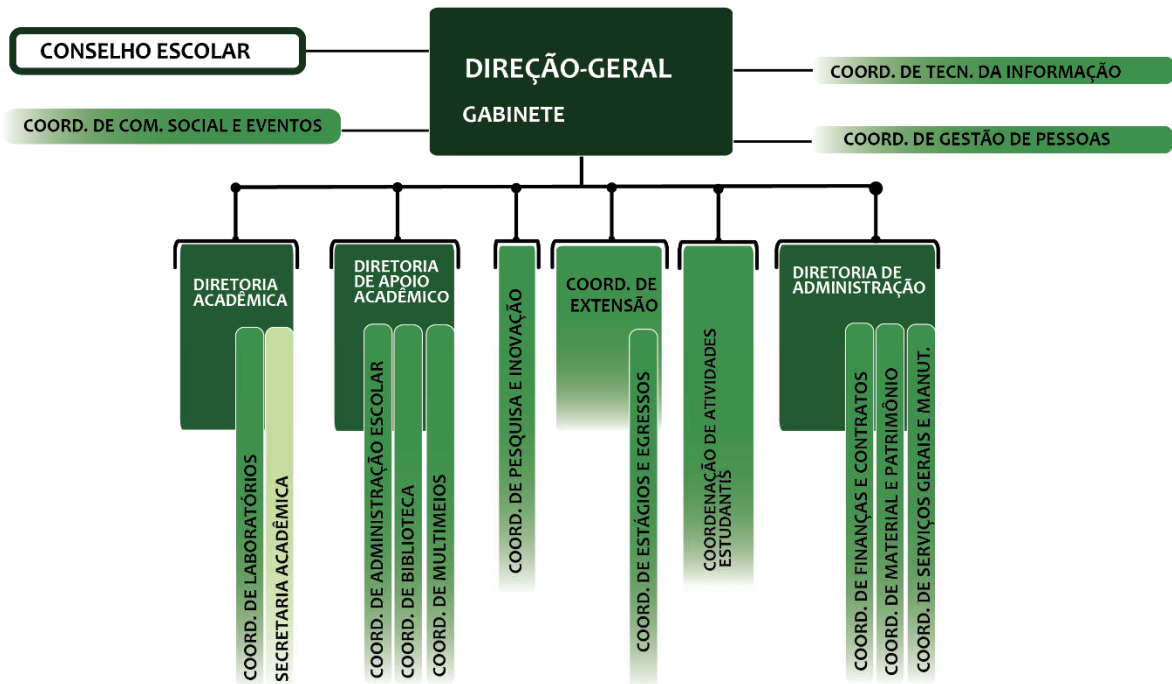 CONSELHO ESCOLAR
DIREÇÃO-GERAL
GABINETE
COORD. DE TECN. DA INFORMAÇÃO
COORD. DE COM. SOCIAL E EVENTOS
COORD. DE GESTÃO DE PESSOAS
DIRETORIA
ACADÊMICA
COORD. DE LABORATÓRIOS
SECRETARIA ACADÊMICA
DIRETORIA
DE APOIO
ACADÊMICO
COORD. DE ADMINISTRAÇÃO ESCOLAR
COORD. DE BIBLIOTECA
COORD. DE MULTIMEIOS
COORD. DE PESQUISA E INOVAÇÃO
COORD. DE
EXTENSÃO
COORD. DE ESTÁGIOS E EGRESSOS
COORDENAÇÃO DE ATIVIDADES
ESTUDANTIS
DIRETORIA DE
ADMINISTRAÇÃO
COORD. DE FINANÇAS E CONTRATOS
COORD. DE MATERIAL E PATRIMÔNIO
COORD. DE SERVIÇOS GERAIS E MANUT.